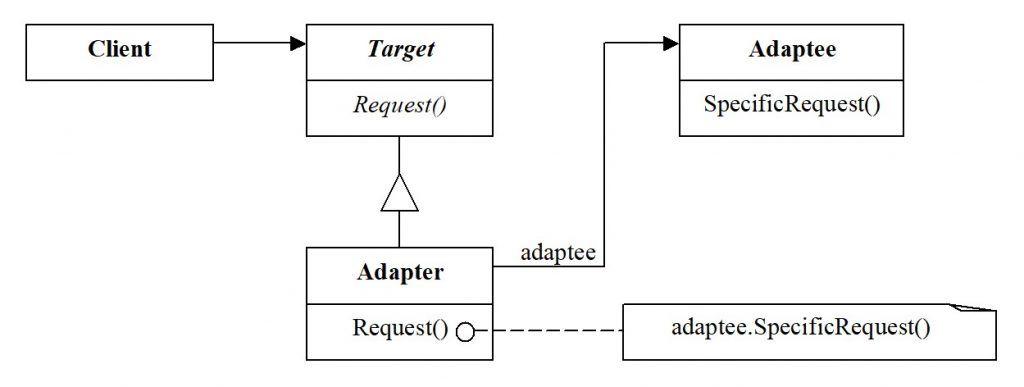 Client
Target
Request()
Adaptee
SpecificRequest()
adaptee
Adapter
Request()
adaptee.SpecificRequest()